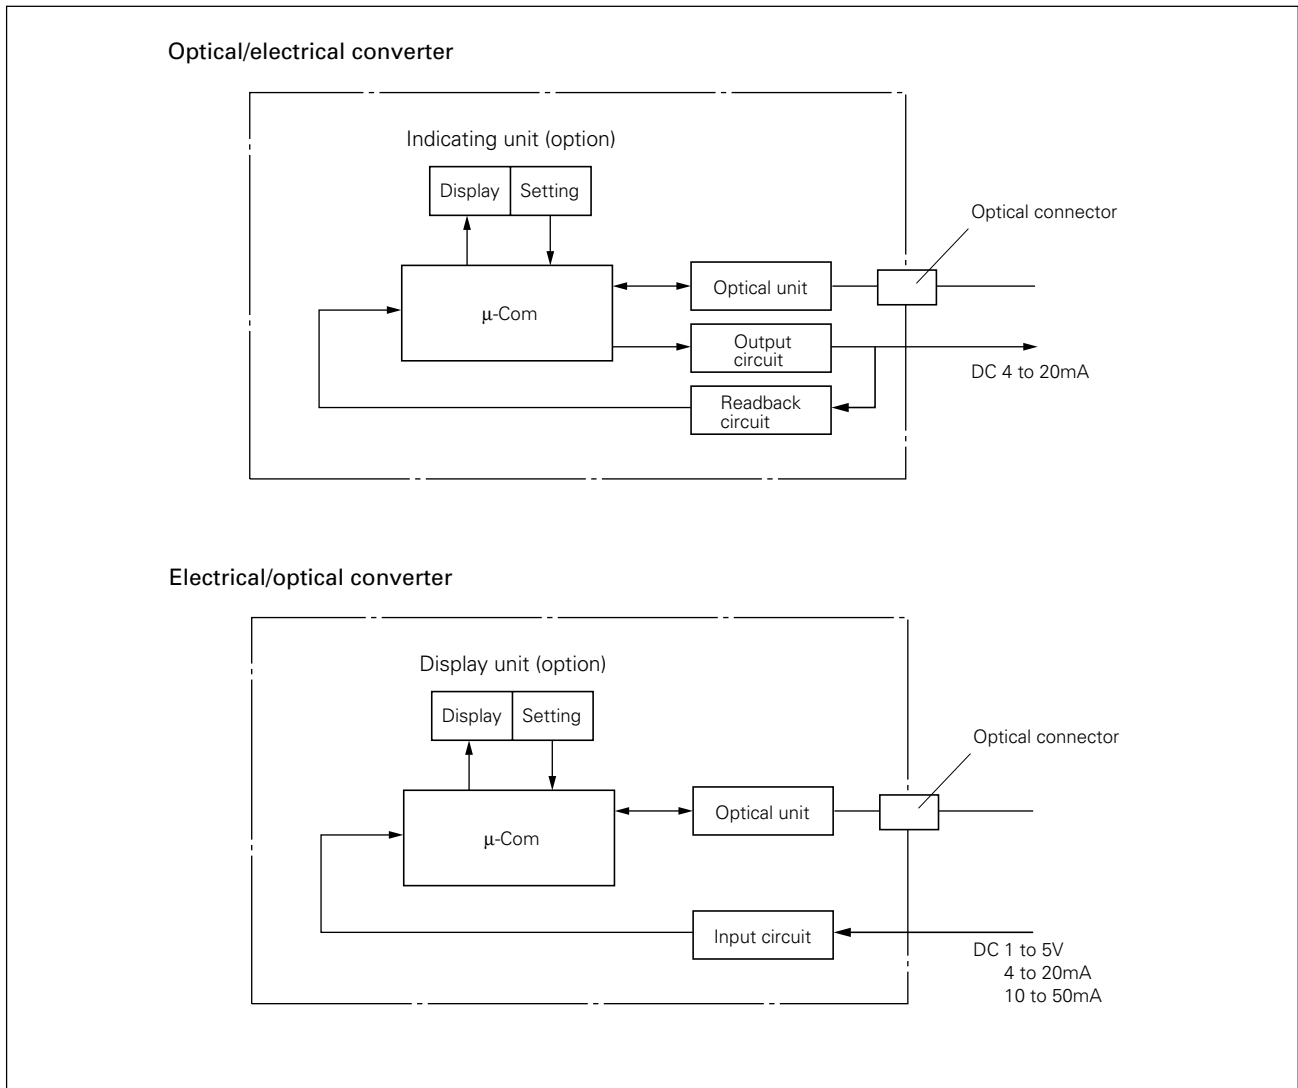 Optical/electrical converter
Indicating unit (option)
Display
Setting
Optical connector
μ-Com
Optical unit
Output
circuit
DC 4 to 20mA
Readback
circuit
Electrical/optical converter
Display unit (option)
Display
Setting
Optical connector
μ-Com
Optical unit
Input circuit
DC 1 to 5V
4 to 20mA
10 to 50mA